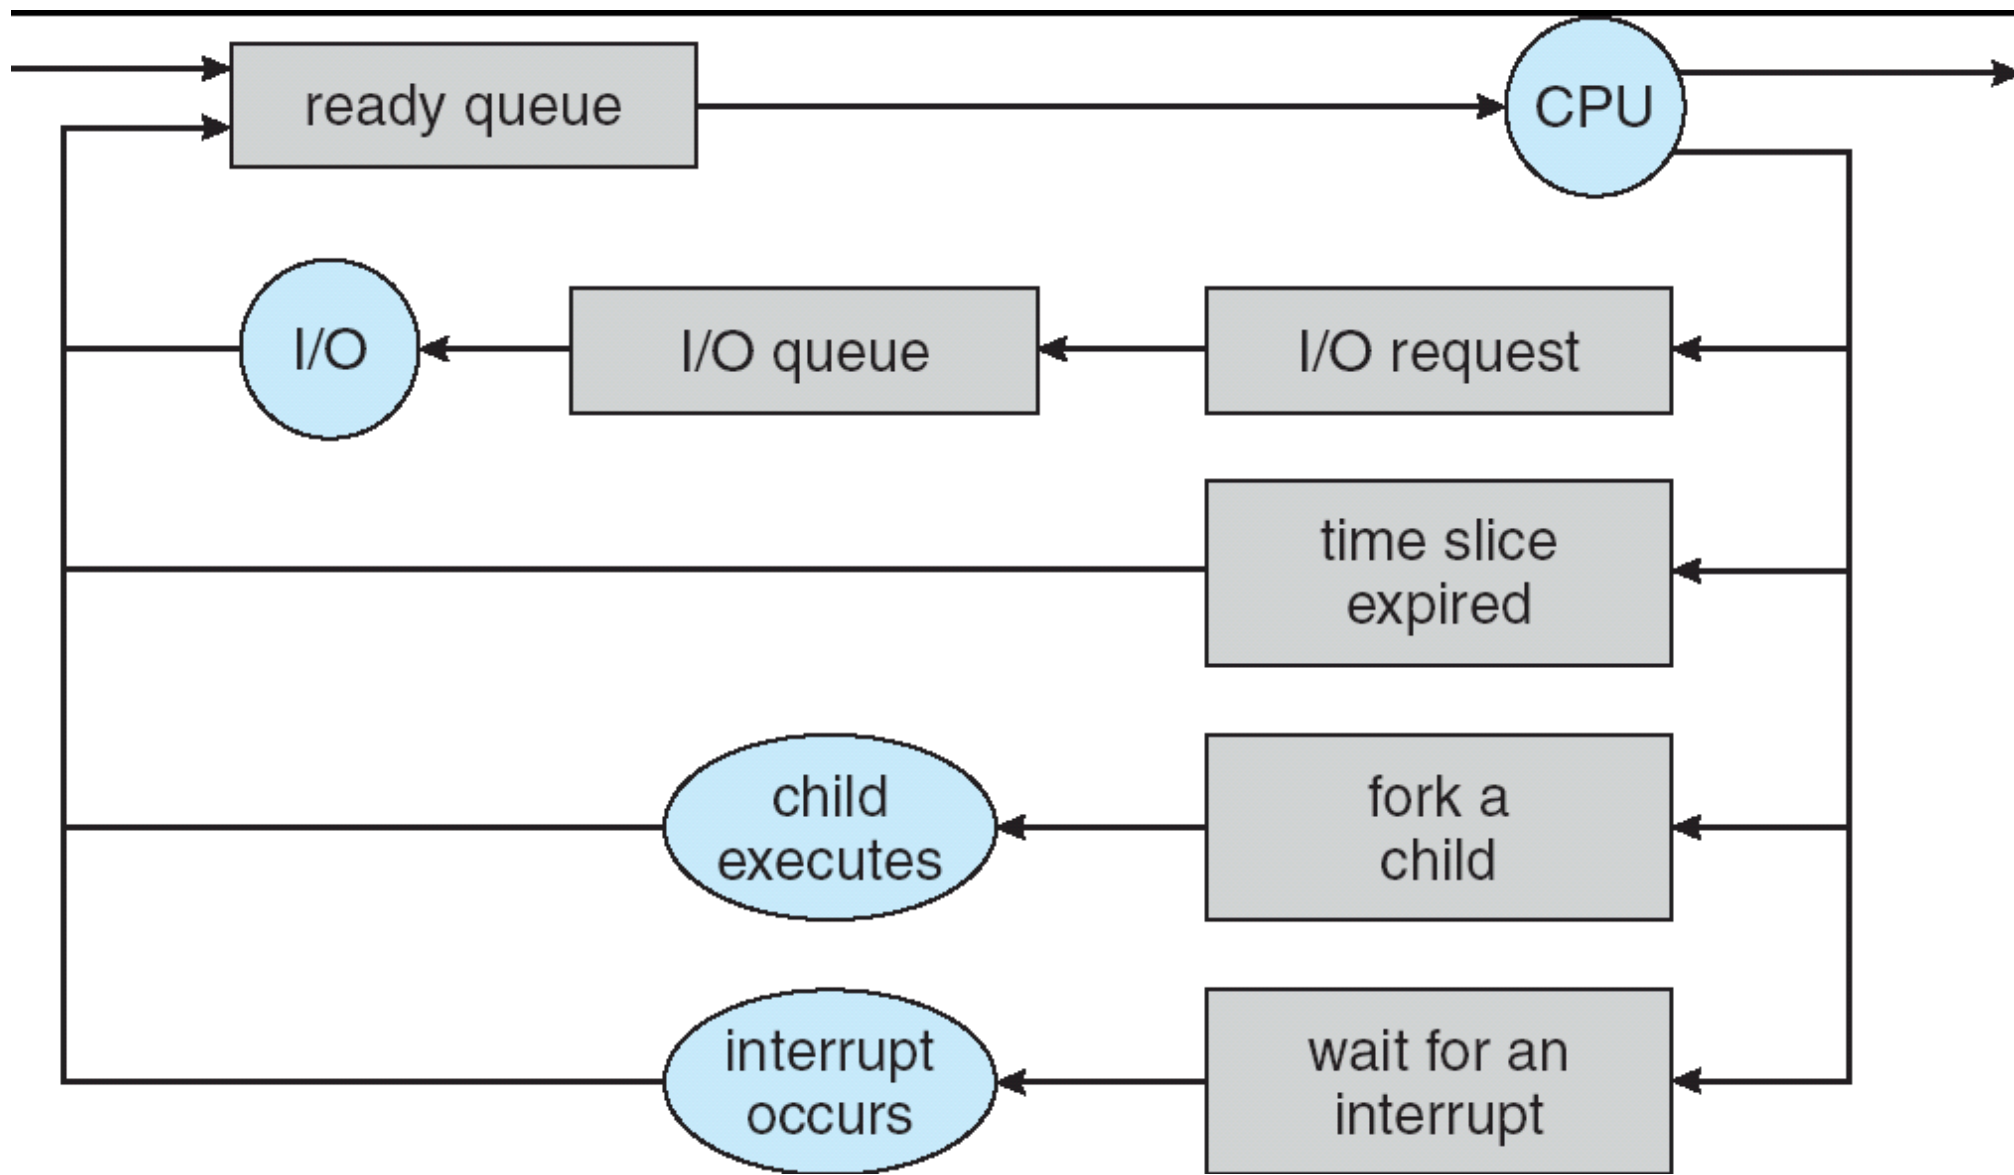 ready queue
CPU
I/O
I/O queue
I/O request
time slice
expired
child
executes
fork a
child
interrupt
occurs
wait for an
interrupt